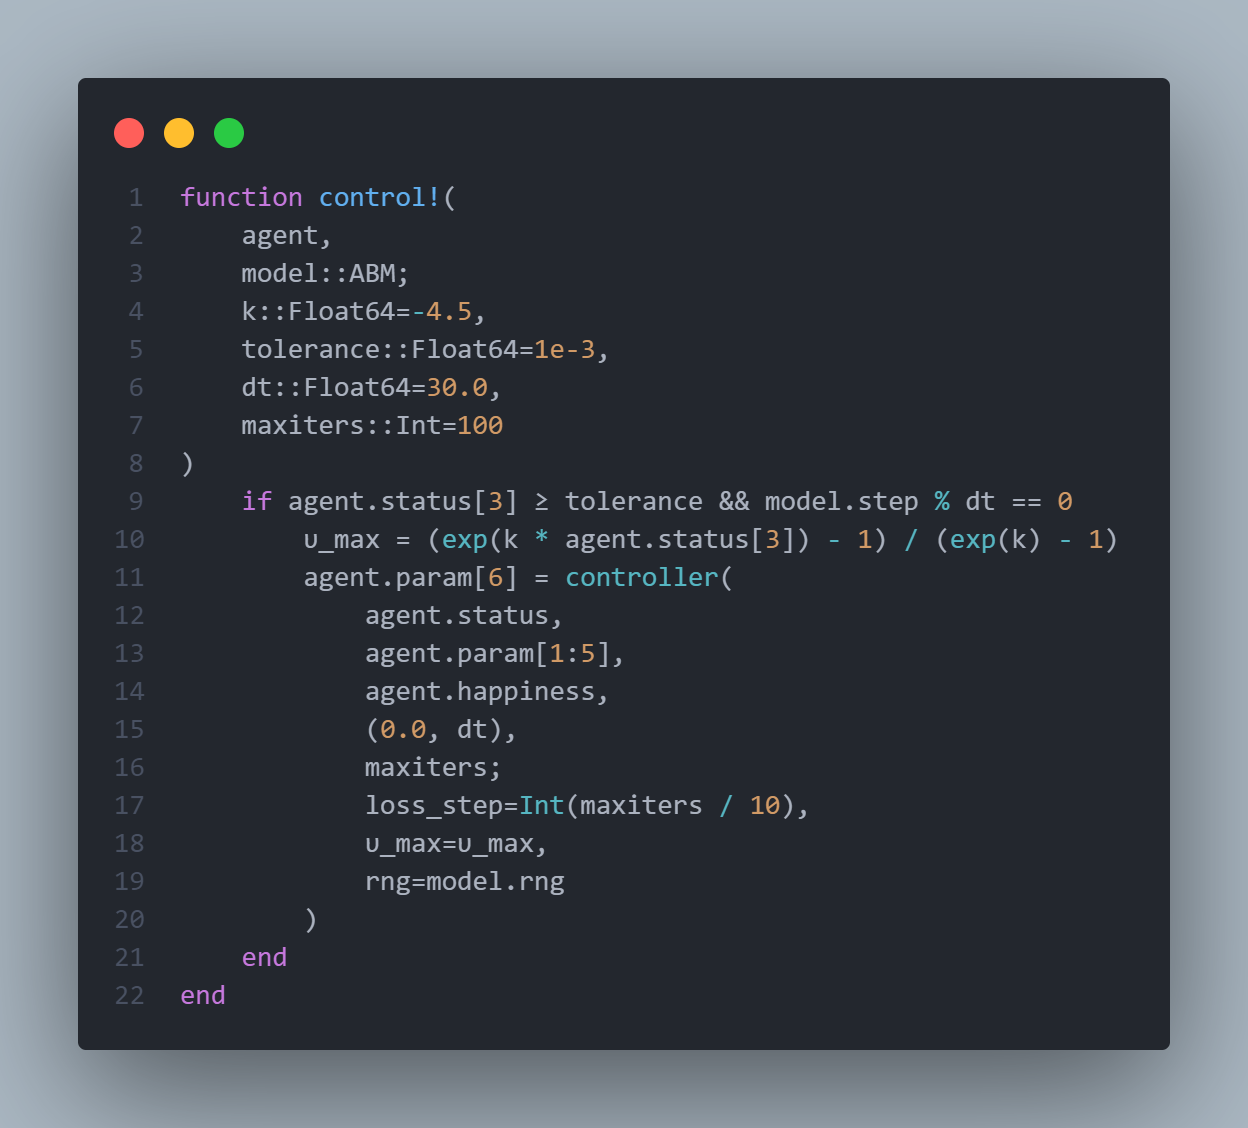 1 function control!(
2     agent,
3     model::ABM;
4     k::Float64=-4.5,
5     tolerance::Float64=1e-3,
6     dt::Float64=30.0,
7     maxiters::Int=100
8 )
9     if agent.status[3] ≥ tolerance && model.step % dt == 0
10         υ_max = (exp(k * agent.status[3]) - 1) / (exp(k) - 1)
11         agent.param[6] = controller(
12             agent.status,
13             agent.param[1:5],
14             agent.happiness,
15             (0.0, dt),
16             maxiters;
17             loss_step=Int(maxiters / 10),
18             υ_max=υ_max,
19             rng=model.rng
20         )
21     end
22 end